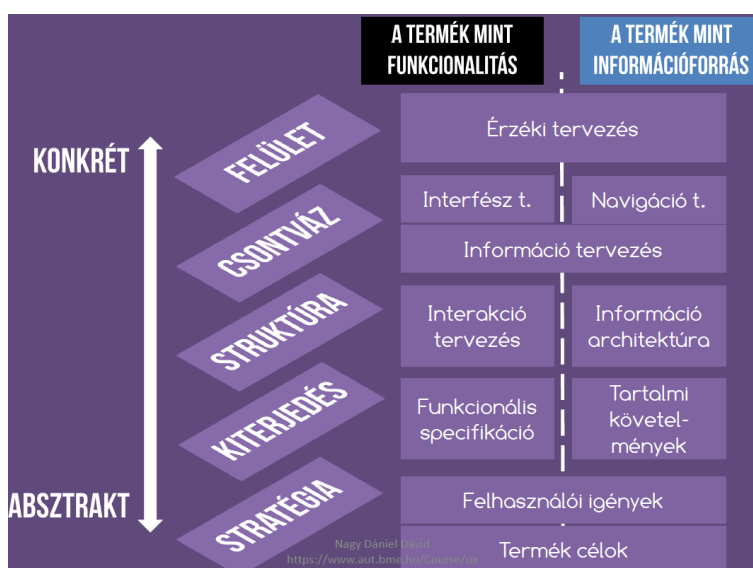 A TERMÉK MINT
FUNKCIONALITÁS
A TERMÉK MINT
INFORMÁCIÓFORRÁS
KONKRÉT
FELÜLET
Érzéki tervezés
CSONTVÁZ
Interfész t.
Navigáció t.
Információ tervezés
STRUKTÚRA
Interakció
tervezés
Információ
architektúra
KITERJEDÉS
Funkcionális
specifikáció
Tartalmi
követel-
mények
ABSZTRAKT
STRATÉGIA
Felhasználói igények
Termék célok
Nagy Dániel Dávid
https://www.aut.bme.hu/Course/ux